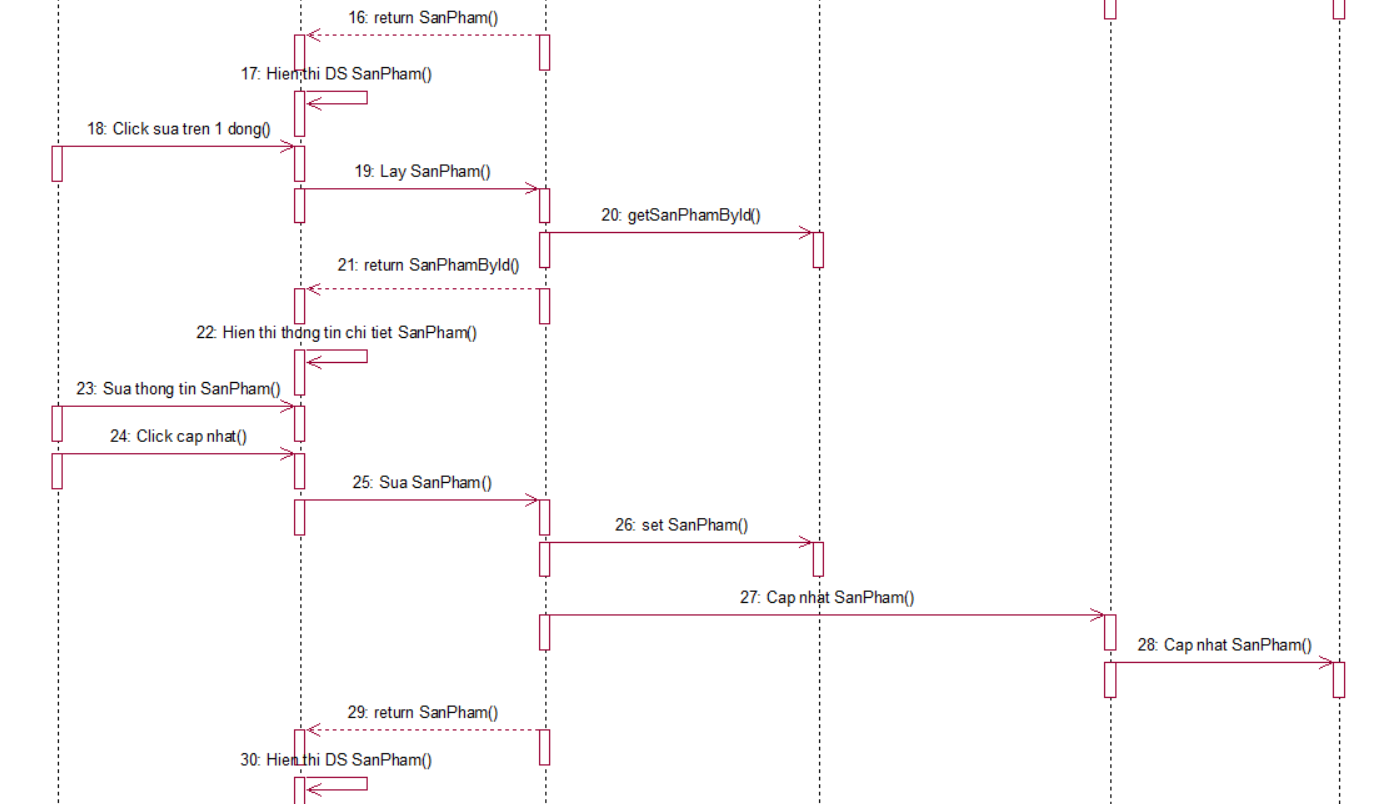 16: return SanPham()
17: Hien thi DS SanPham()
18: Click sua tren 1 dong()
19: Lay SanPham()
20: getSanPhamById()
21: return SanPhamById()
22: Hien thi thong tin chi tiet SanPham()
23: Sua thong tin SanPham()
24: Click cap nhat()
25: Sua SanPham()
26: set SanPham()
27: Cap nhat SanPham()
28: Cap nhat SanPham()
29: return SanPham()
30: Hien thi DS SanPham()